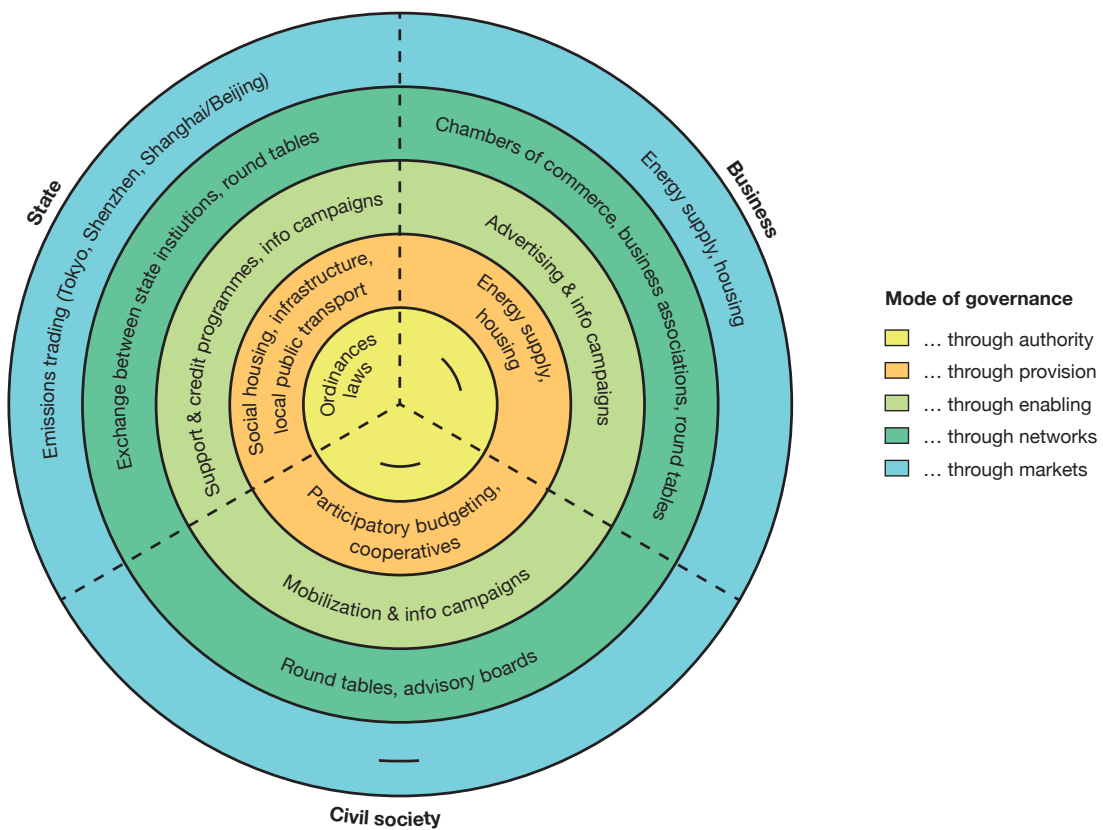 State
Emissions trading (Tokyo, Shenzhen, Shanghai/Beijing)
Exchange between state instiutions, round tables
Support & credit programmes, info campaigns
Social housing, infrastructure,
local public transport
Ordinances
laws
Business
Energy supply, housing
Chambers of commerce, business associations, round tables
Advertising & info campaigns
Energy supply,
housing
Participatory budgeting,
cooperatives
Mobilization & info campaigns
Round tables, advisory boards
Civil society
Mode of governance
... through authority
... through provision
... through enabling
... through networks
... through markets